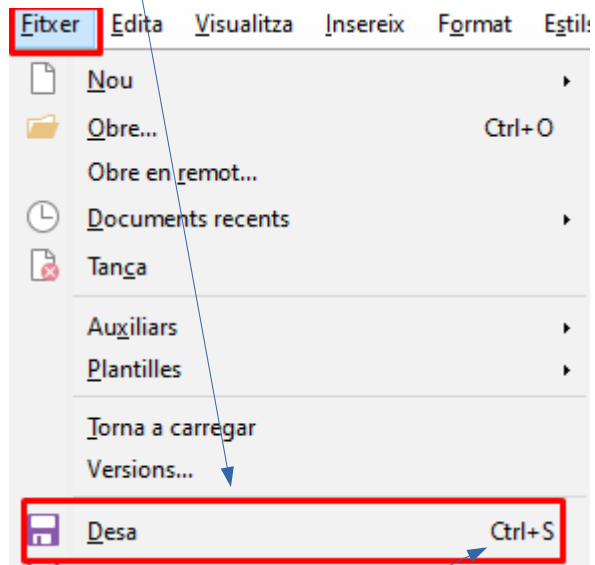 Fitxer Edita Visualitza Insereix Format Estils
Nou
Obre... Ctrl+O
Obre en remot...
Documents recents
Tanca
Auxiliars
Plantilles
Torna a carregar
Versions...
Desa Ctrl+S